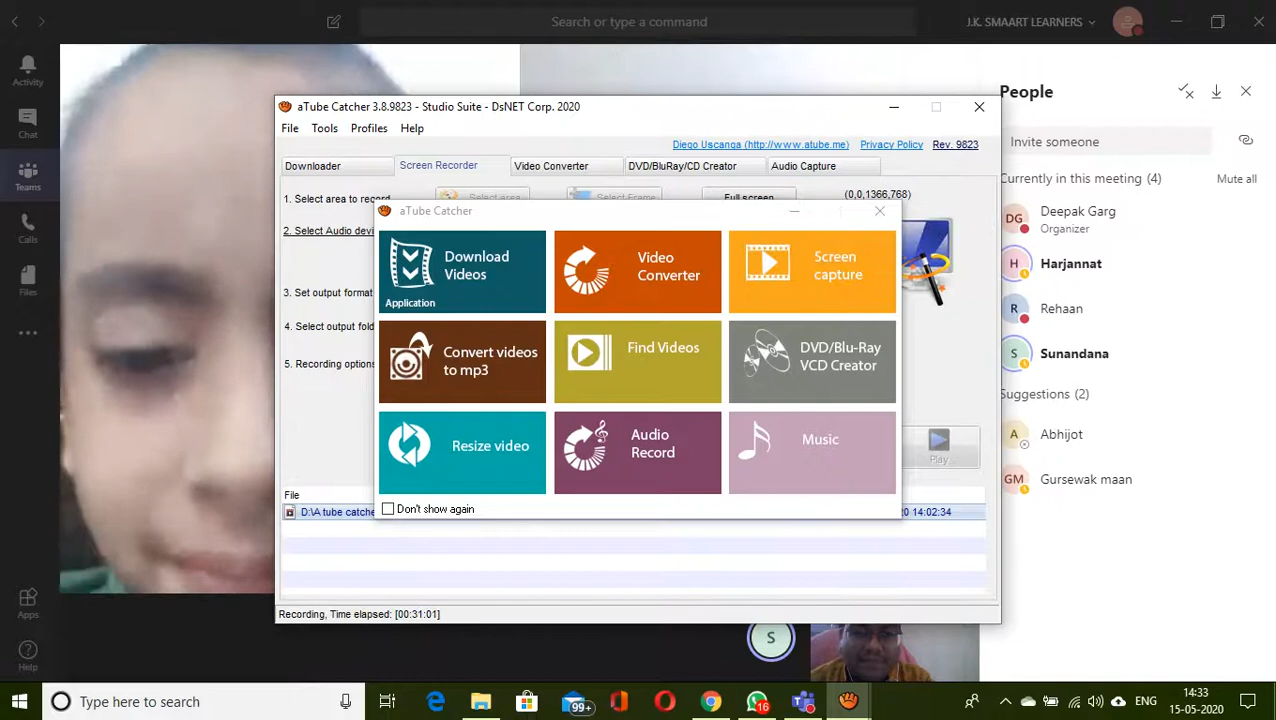 Search or type a command
J.K. SMAART LEARNERS
Activity
Chat
Teams
Calls
Files
Apps
Help
aTube Catcher 3.8.9823 - Studio Suite - DsNET Corp. 2020
File Tools Profiles Help
Diego Uscanga (http://www.atube.me) Privacy Policy Rev. 9823
Downloader Screen Recorder Video Converter DVD/BluRay/CD Creator Audio Capture
1. Select area to record Select area Select Frame Full screen (0,0,1366,768)
2. Select Audio devi
3. Set output format
4. Select output fold
5. Recording options
Play
File
D:\A tube catche
20 14:02:34
Recording, Time elapsed: [00:31:01]
aTube Catcher
Download
Videos
Application
Video
Converter
Screen
capture
Convert videos
to mp3
Find Videos
DVD/Blu-Ray
VCD Creator
Resize video
Audio
Record
Music
Don't show again
People
Invite someone
Currently in this meeting (4) Mute all
DG Deepak Garg
Organizer
H Harjannat
R Rehaan
S Sunandana
Suggestions (2)
A Abhijot
GM Gursewak maan
S
Type here to search
99+
16
ENG
14:33
15-05-2020